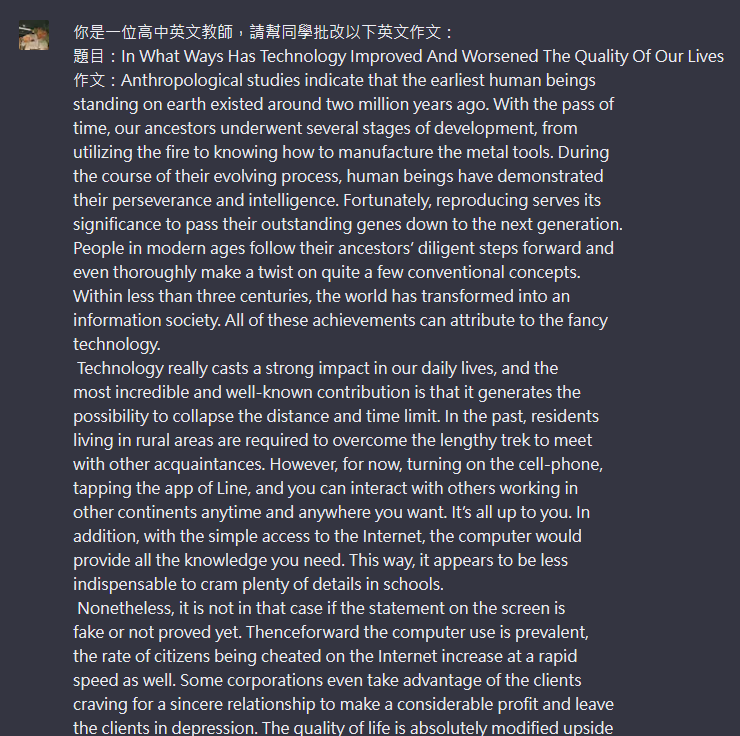 你是一位高中英文教師，請幫同學批改以下英文作文：
題目：In What Ways Has Technology Improved And Worsened The Quality Of Our Lives
作文：Anthropological studies indicate that the earliest human beings
standing on earth existed around two million years ago. With the pass of
time, our ancestors underwent several stages of development, from
utilizing the fire to knowing how to manufacture the metal tools. During
the course of their evolving process, human beings have demonstrated
their perseverance and intelligence. Fortunately, reproducing serves its
significance to pass their outstanding genes down to the next generation.
People in modern ages follow their ancestors‘ diligent steps forward and
even thoroughly make a twist on quite a few conventional concepts.
Within less than three centuries, the world has transformed into an
information society. All of these achievements can attribute to the fancy
technology.
Technology really casts a strong impact in our daily lives, and the
most incredible and well-known contribution is that it generates the
possibility to collapse the distance and time limit. In the past, residents
living in rural areas are required to overcome the lengthy trek to meet
with other acquaintances. However, for now, turning on the cell-phone,
tapping the app of Line, and you can interact with others working in
other continents anytime and anywhere you want. It’s all up to you. In
addition, with the simple access to the Internet, the computer would
provide all the knowledge you need. This way, it appears to be less
indispensable to cram plenty of details in schools.
Nonetheless, it is not in that case if the statement on the screen is
fake or not proved yet. Thenceforward the computer use is prevalent,
the rate of citizens being cheated on the Internet increase at a rapid
speed as well. Some corporations even take advantage of the clients
craving for a sincere relationship to make a considerable profit and leave
the clients in depression. The quality of life is absolutely modified upside